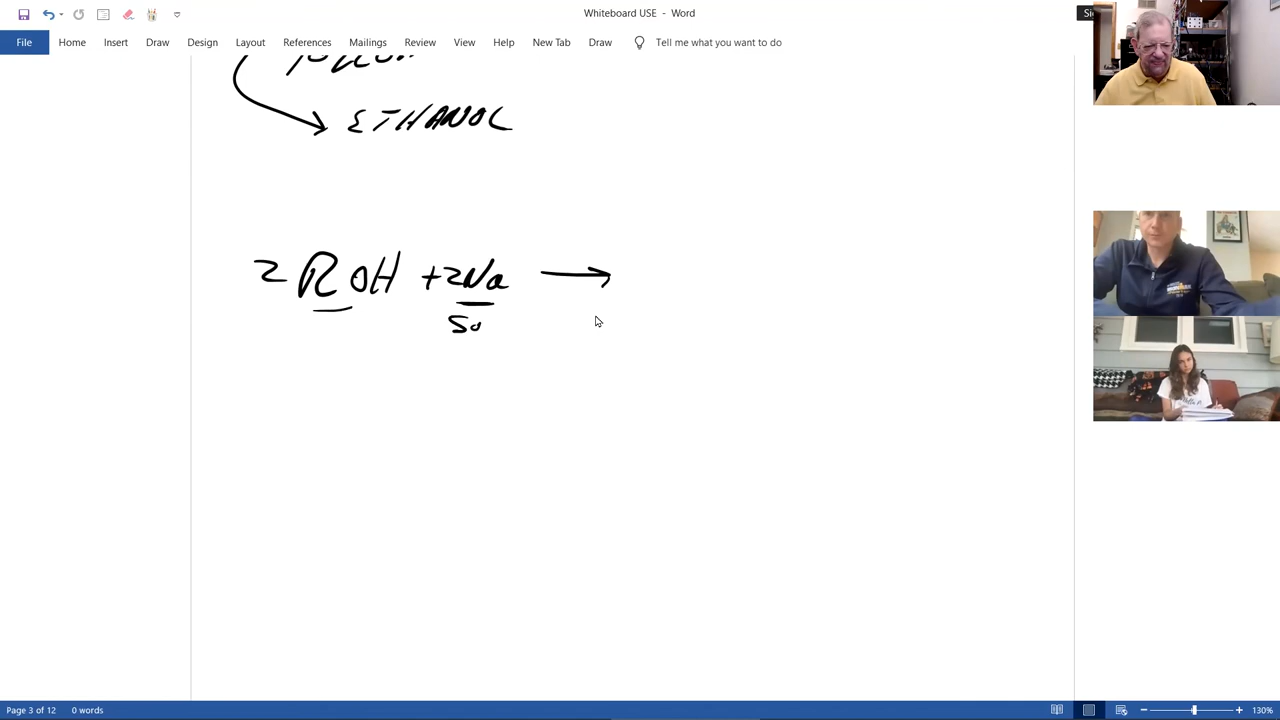 Whiteboard USE - Word
File Home Insert Draw Design Layout References Mailings Review View Help New Tab Draw Tell me what you want to do
ETHANOL
2 ROH + 2Na →
So
Page 3 of 12 0 words
130%